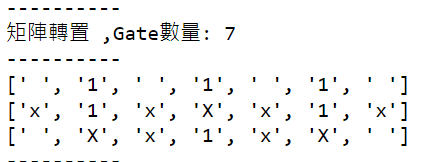 ----------
矩陣轉置 ,Gate數量: 7
----------
[' ', '1', ' ', '1', ' ', '1', ' ']
['x', '1', 'x', 'X', 'x', '1', 'x']
[' ', 'X', 'x', '1', 'x', 'X', ' ']
----------